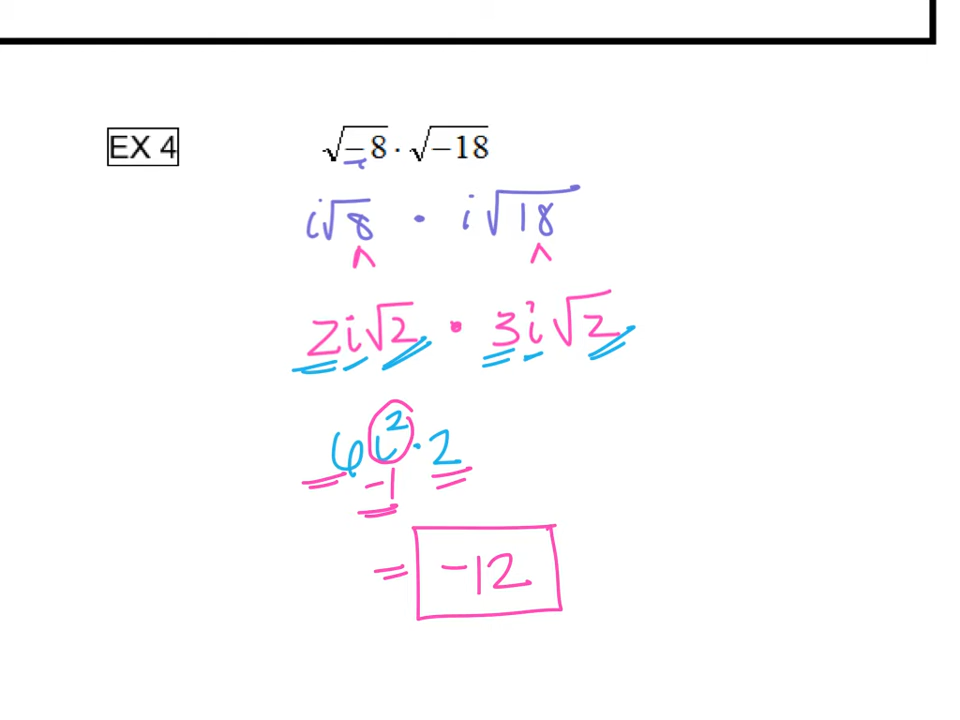 EX 4 √−8 · √−18
i√8 · i√18
2i√2 · 3i√2
6i² · 2
-1
= -12